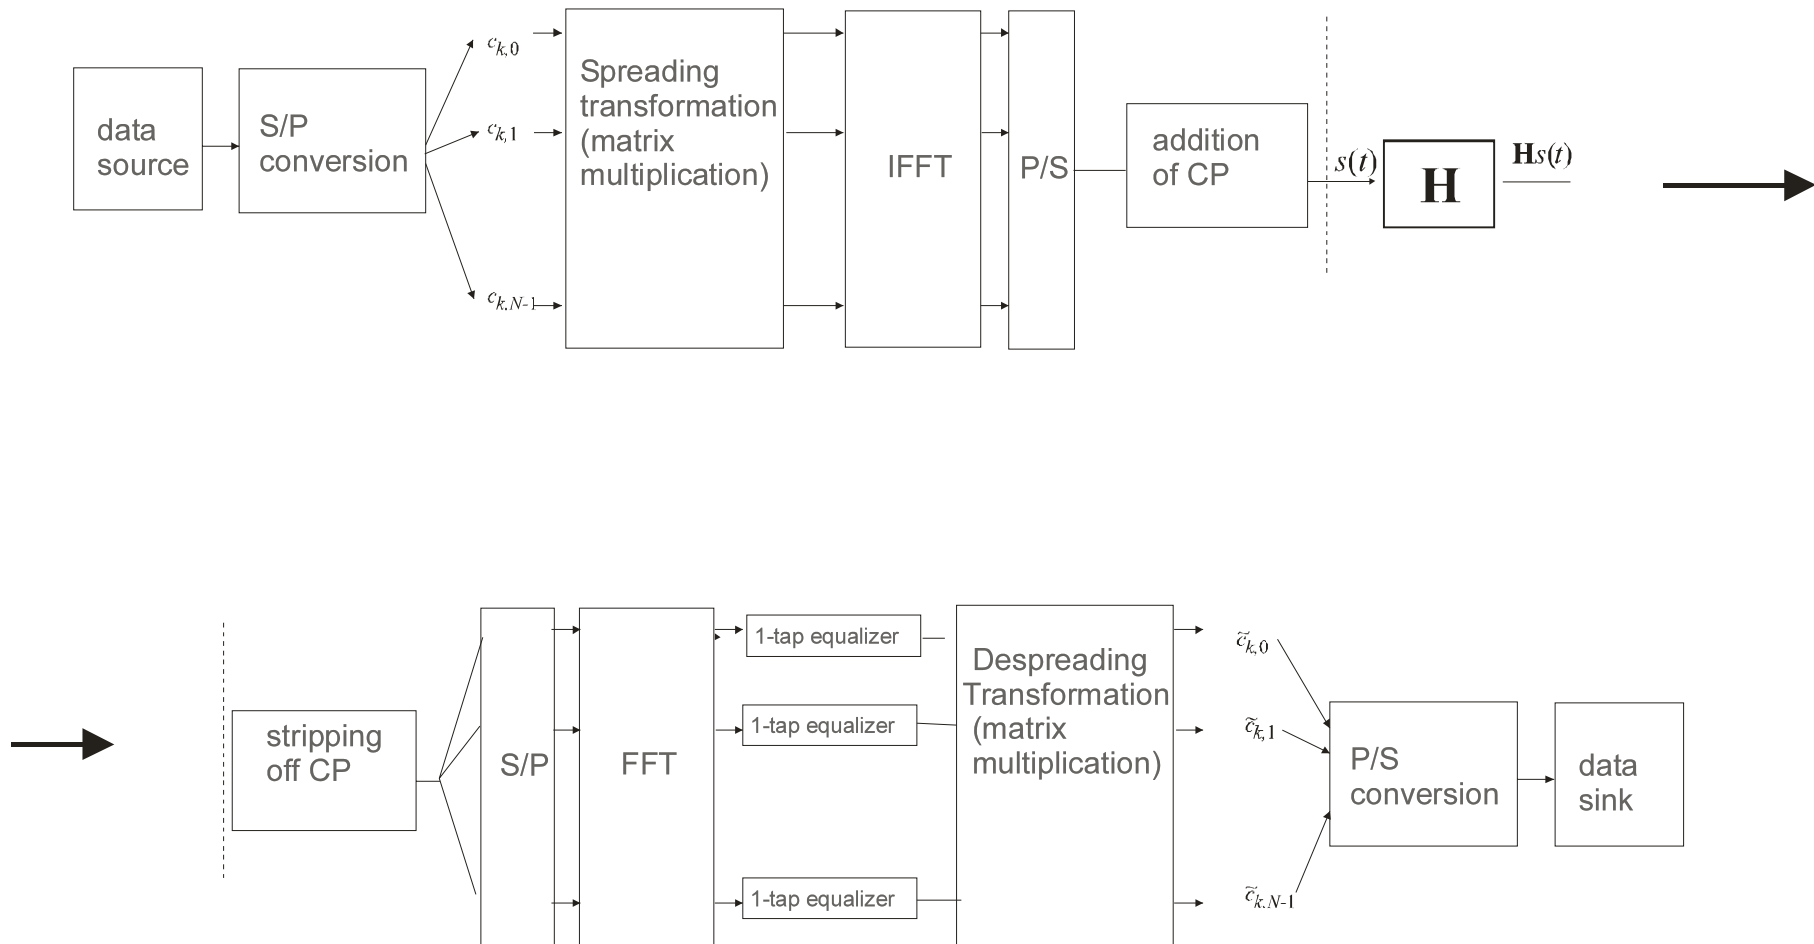 data
source
S/P
conversion
c_{k,0}
c_{k,1}
c_{k,N-1}
Spreading
transformation
(matrix
multiplication)
IFFT
P/S
addition
of CP
s(t)
H
Hs(t)
stripping
off CP
S/P
FFT
1-tap equalizer
1-tap equalizer
1-tap equalizer
Despreading
Transformation
(matrix
multiplication)
c̃_{k,0}
c̃_{k,1}
c̃_{k,N-1}
P/S
conversion
data
sink